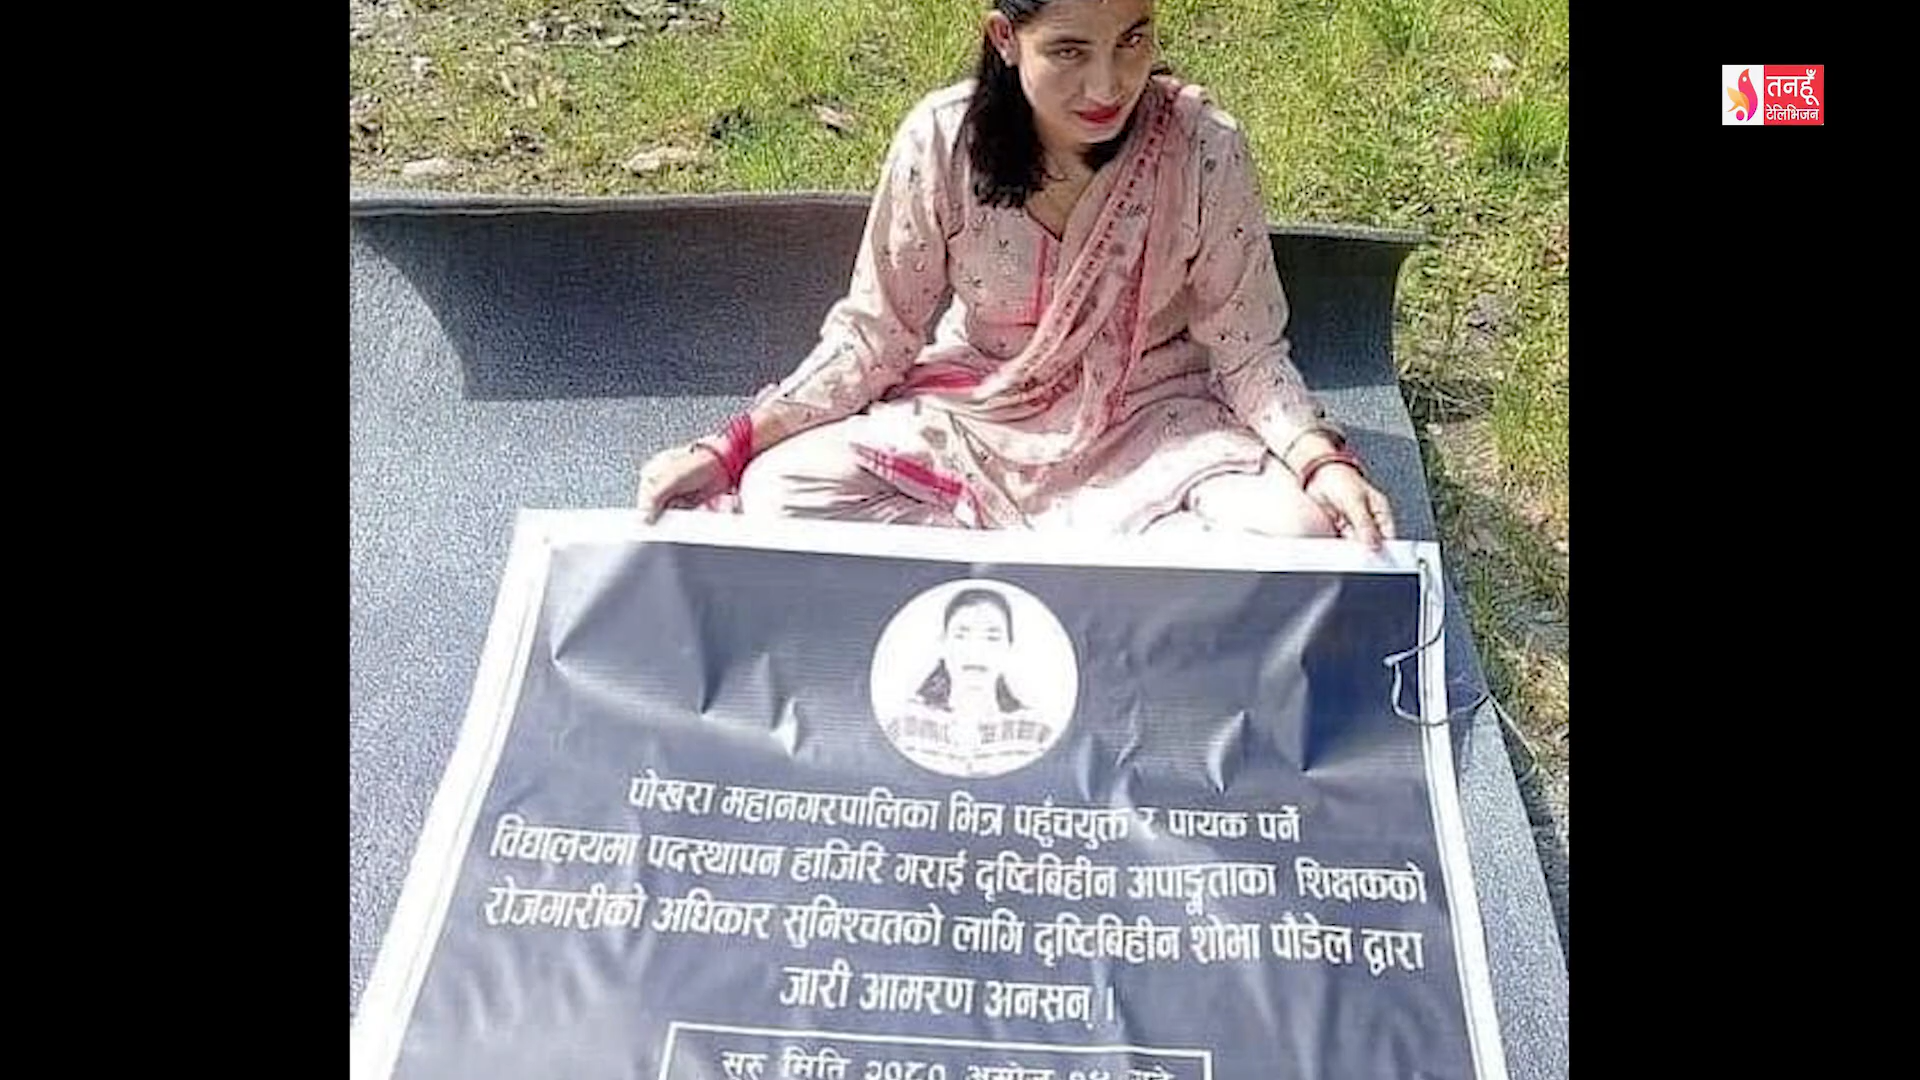 तनहूँ
टेलिभिजन
पोखरा महानगरपालिका भित्र पहुँचयुक्त र पायक पर्ने
विद्यालयमा पदस्थापन हाजिरि गराई दृष्टिबिहीन अपाङ्गताका शिक्षकको
रोजगारीको अधिकार सुनिश्चतको लागि दृष्टिबिहीन शोभा पौडेल द्वारा
जारी आमरण अनसन् ।
सुरु मिति २०८०